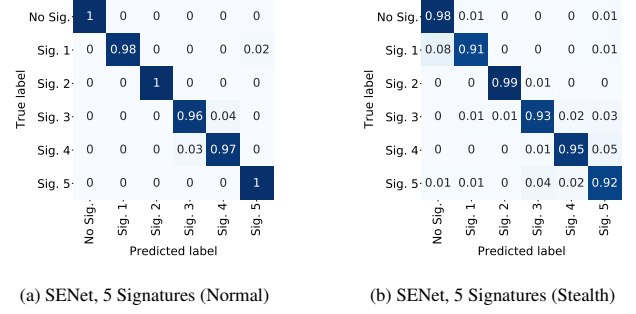 No Sig. 1 0 0 0 0 0
Sig. 1 0 0.98 0 0 0 0.02
Sig. 2 0 0 1 0 0 0
Sig. 3 0 0 0 0.96 0.04 0
Sig. 4 0 0 0 0.03 0.97 0
Sig. 5 0 0 0 0 0 1
True label
No Sig. Sig. 1 Sig. 2 Sig. 3 Sig. 4 Sig. 5
Predicted label
(a) SENet, 5 Signatures (Normal)
No Sig. 0.98 0.01 0 0 0 0.01
Sig. 1 0.08 0.91 0 0 0 0.01
Sig. 2 0 0 0.99 0.01 0 0
Sig. 3 0 0.01 0.01 0.93 0.02 0.03
Sig. 4 0 0 0 0.01 0.95 0.05
Sig. 5 0.01 0.01 0 0.04 0.02 0.92
True label
No Sig. Sig. 1 Sig. 2 Sig. 3 Sig. 4 Sig. 5
Predicted label
(b) SENet, 5 Signatures (Stealth)